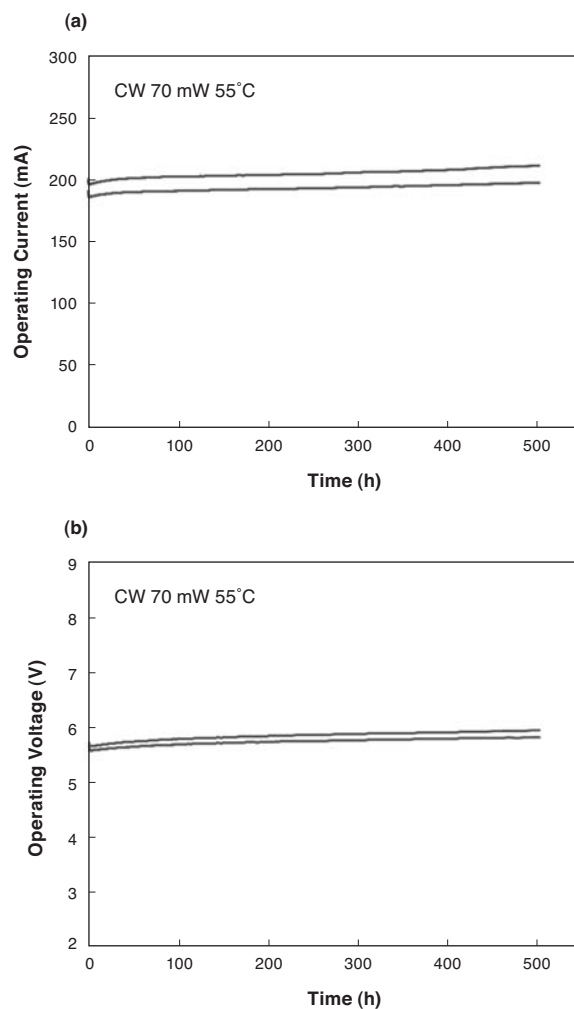 (a)
300
250
200
150
100
50
0
CW 70 mW 55˚C
Operating Current (mA)
0 100 200 300 400 500
Time (h)
(b)
9
8
7
6
5
4
3
2
CW 70 mW 55˚C
Operating Voltage (V)
0 100 200 300 400 500
Time (h)